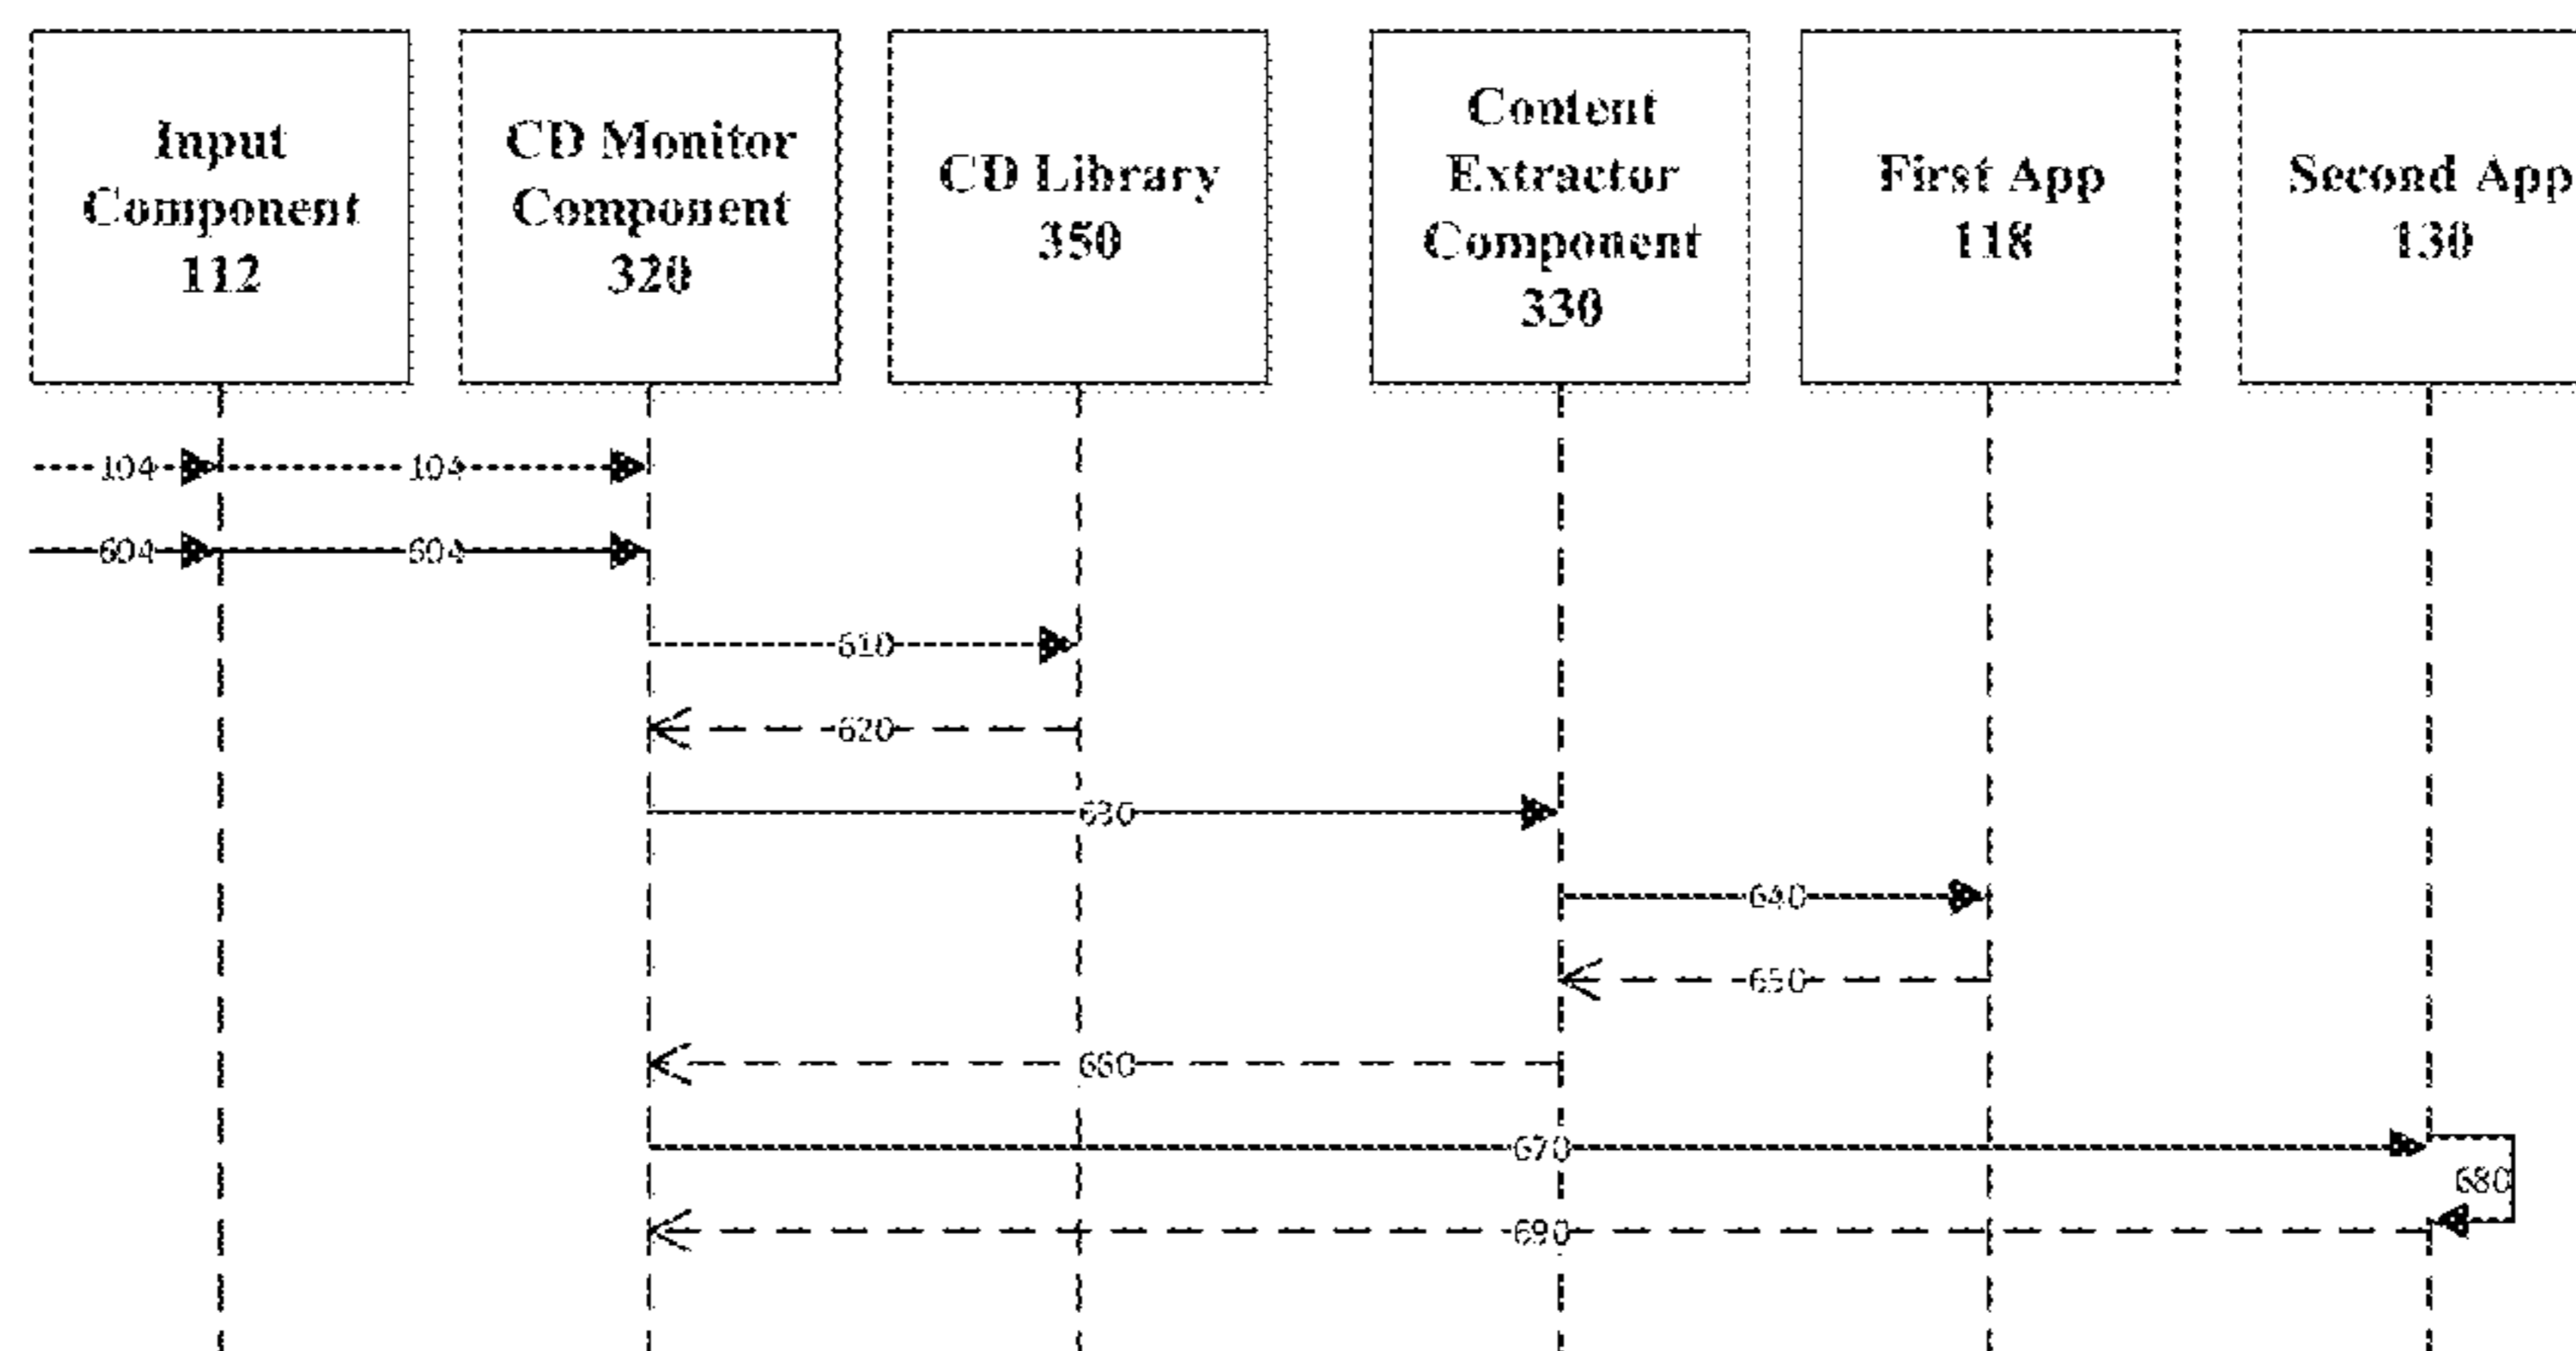 Input
Component
112
CD Monitor
Component
320
CD Library
350
Content
Extractor
Component
330
First App
118
Second App
130
104
104
604
604
610
620
630
640
650
660
670
680
690